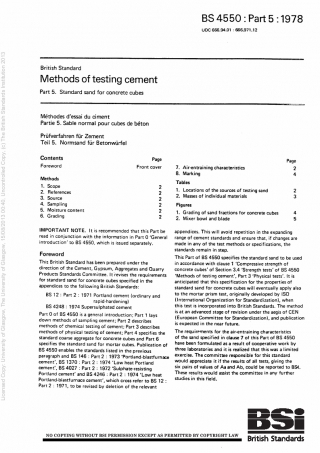 BS 4550 : Part 5 : 1978
UDC 666.94.31 : 666.971.12
British Standard
Methods of testing cement
Part 5. Standard sand for concrete cubes
Méthodes d'essai du ciment
Partie 5. Sable normal pour cubes de béton
Prüfverfahren für Zement
Teil 5. Normsand für Betonwürfel
Contents
Page
Foreword Front cover
Methods
1. Scope 2
2. References 2
3. Source 2
4. Sampling 2
5. Moisture content 2
6. Grading 2
Page
7. Air-entraining characteristics 2
8. Marking 4
Tables
1. Locations of the sources of testing sand 2
2. Masses of individual materials 3
Figures
1. Grading of sand fractions for concrete cubes 4
2. Mixer bowl and blade 5
IMPORTANT NOTE. It is recommended that this Part be
read in conjunction with the information in Part 0 'General
introduction' to BS 4550, which is issued separately.
Foreword
This British Standard has been prepared under the
direction of the Cement, Gypsum, Aggregates and Quarry
Products Standards Committee. It revises the requirements
for standard sand for concrete cubes specified in the
appendices to the following British Standards:
BS 12 : Part 2 : 1971 Portland cement (ordinary and
rapid-hardening)
BS 4248 : 1974 Supersulphated cement
Part 0 of BS 4550 is a general introduction; Part 1 lays
down methods of sampling cement; Part 2 describes
methods of chemical testing of cement; Part 3 describes
methods of physical testing of cement; Part 4 specifies the
standard coarse aggregate for concrete cubes and Part 6
specifies the standard sand for mortar cubes. Publication of
BS 4550 enables the standards listed in the previous
paragraph and BS 146 : Part 2 : 1973 'Portland-blastfurnace
cement', BS 1370 : Part 2 : 1974 'Low heat Portland
cement', BS 4027 : Part 2 : 1972 'Sulphate-resisting
Portland cement' and BS 4246 : Part 2 : 1974 'Low heat
Portland-blastfurnace cement', which cross refer to BS 12 :
Part 2 : 1971, to be revised by deletion of the relevant
appendices. This will avoid repetition in the expanding
range of cement standards and ensure that, if changes are
made in any of the test methods or specifications, the
standards remain in step.
This Part of BS 4550 specifies the standard sand to be used
in accordance with clause 1 'Compressive strength of
concrete cubes' of Section 3.4 'Strength tests' of BS 4550
'Methods of testing cement', Part 3 'Physical tests'. It is
anticipated that this specification for the properties of
standard sand for concrete cubes will eventually apply also
to the mortar prism test, originally developed by ISO
(International Organization for Standardization), when
this test is incorporated into British Standards. The method
is at an advanced stage of revision under the aegis of CEN
(European Committee for Standardization), and publication
is expected in the near future.
The requirements for the air-entraining characteristics
of the sand specified in clause 7 of this Part of BS 4550
have been formulated as a result of cooperative work by
three laboratories and it is realized that this was a limited
exercise. The committee responsible for this standard
would appreciate it if the results of all tests, giving the
six pairs of values of Aa and Ab, could be reported to BSI.
These results would assist the committee in any further
studies in this field.
BSi
British Standards
NO COPYING WITHOUT BSI PERMISSION EXCEPT AS PERMITTED BY COPYRIGHT LAW